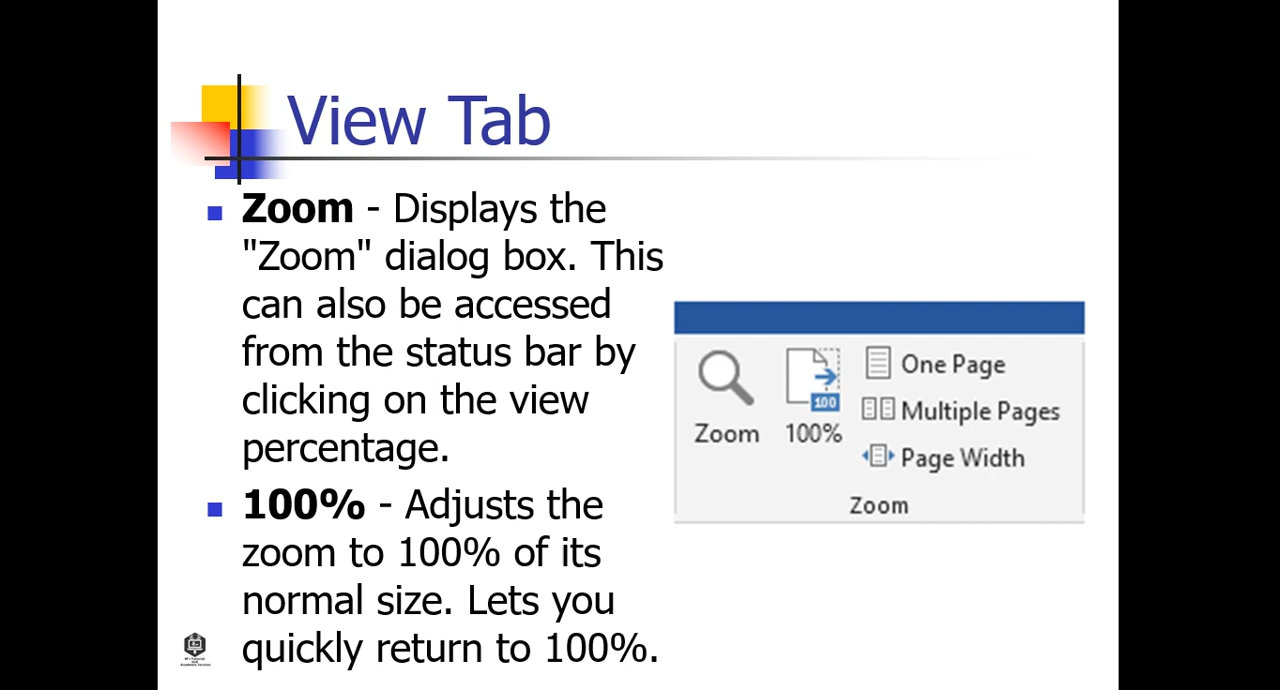 View Tab
Zoom - Displays the
"Zoom" dialog box. This
can also be accessed
from the status bar by
clicking on the view
percentage.
100% - Adjusts the
zoom to 100% of its
normal size. Lets you
quickly return to 100%.
100
Zoom
100%
One Page
Multiple Pages
Page Width
Zoom